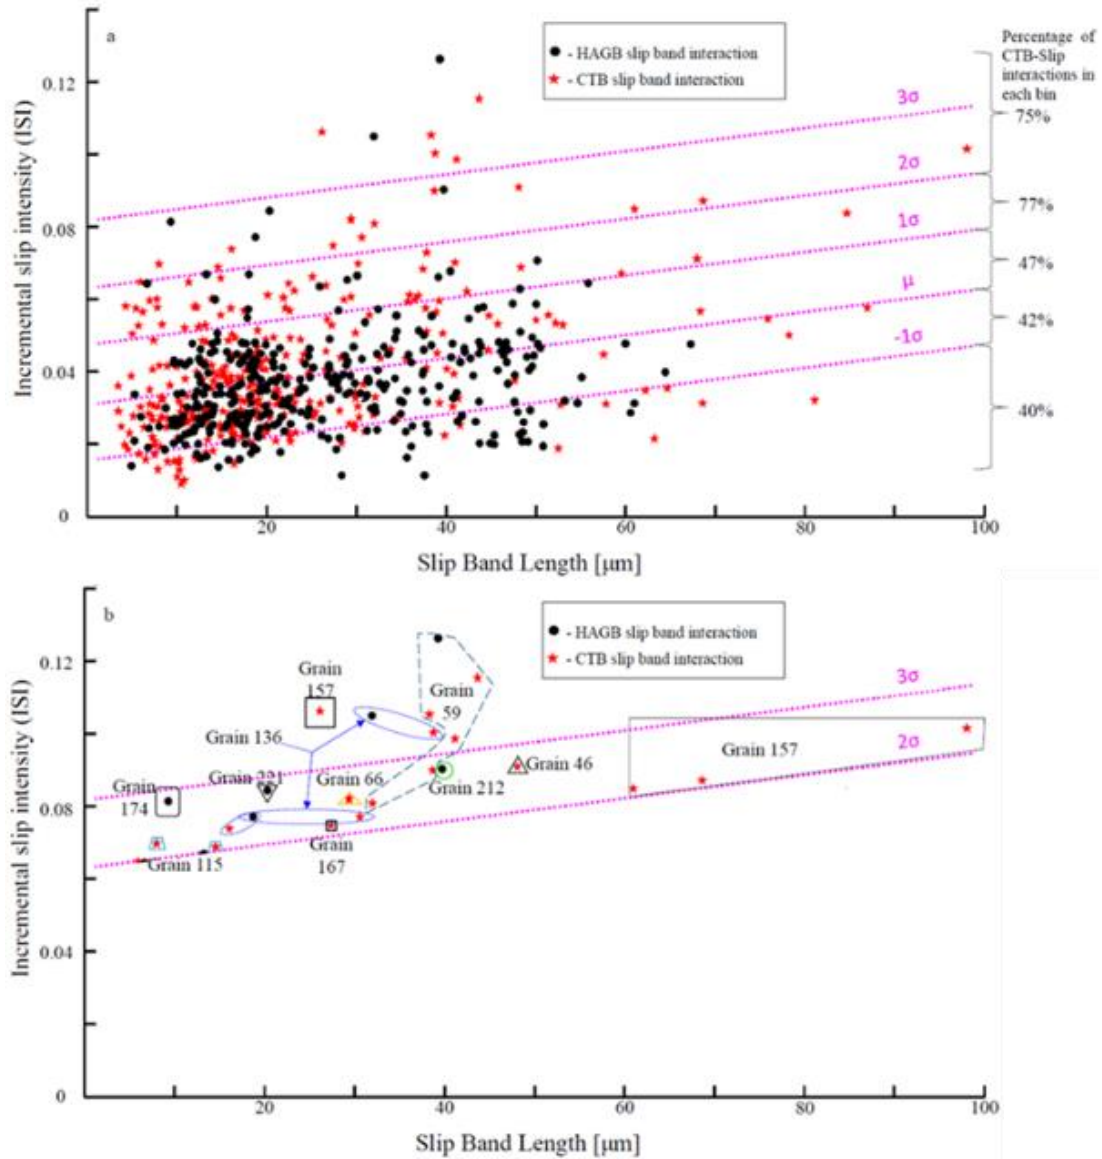 a
- HAGB slip band interaction
- CTB slip band interaction
Percentage of
CTB-Slip
interactions in
each bin
3σ
75%
2σ
77%
1σ
47%
μ
42%
-1σ
40%
0.12
0.08
0.04
0
Incremental slip intensity (ISI)
20
40
60
80
100
Slip Band Length [μm]
b
- HAGB slip band interaction
- CTB slip band interaction
Grain
157
Grain
59
Grain 136
3σ
2σ
Grain 157
Grain 46
Grain 66
Grain 212
Grain 221
Grain
174
Grain
167
Grain 115
0.12
0.08
0.04
0
Incremental slip intensity (ISI)
20
40
60
80
100
Slip Band Length [μm]